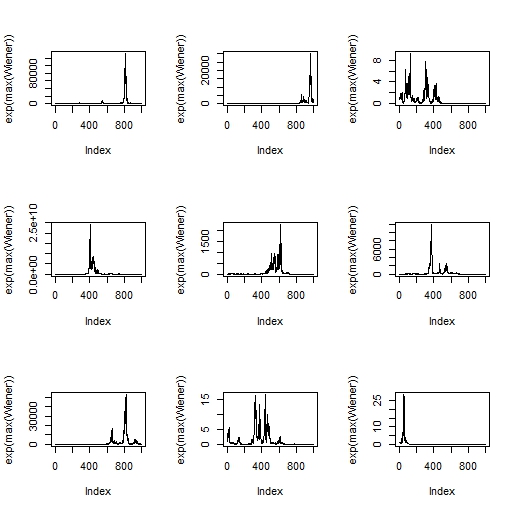 exp(max(Wiener))
0 80000
0 400 800
Index
exp(max(Wiener))
0 20000
0 400 800
Index
exp(max(Wiener))
0 4 8
0 400 800
Index
exp(max(Wiener))
0.0e+00 2.5e+10
0 400 800
Index
exp(max(Wiener))
0 1500
0 400 800
Index
exp(max(Wiener))
0 6000
0 400 800
Index
exp(max(Wiener))
0 30000
0 400 800
Index
exp(max(Wiener))
0 5 15
0 400 800
Index
exp(max(Wiener))
0 10 25
0 400 800
Index